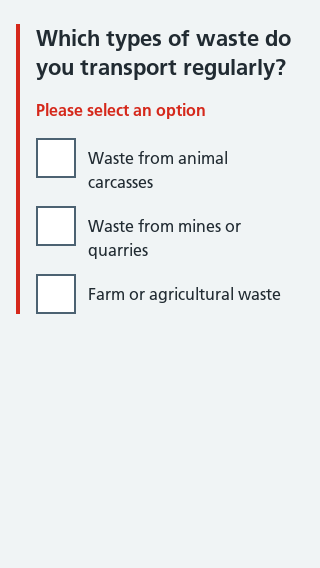 Which types of waste do
you transport regularly?
Please select an option
Waste from animal
carcasses
Waste from mines or
quarries
Farm or agricultural waste